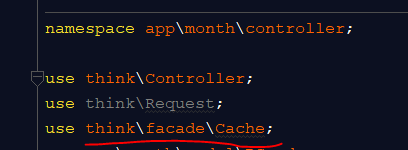 namespace app\month\controller;
use think\Controller;
use think\Request;
use think\facade\Cache;